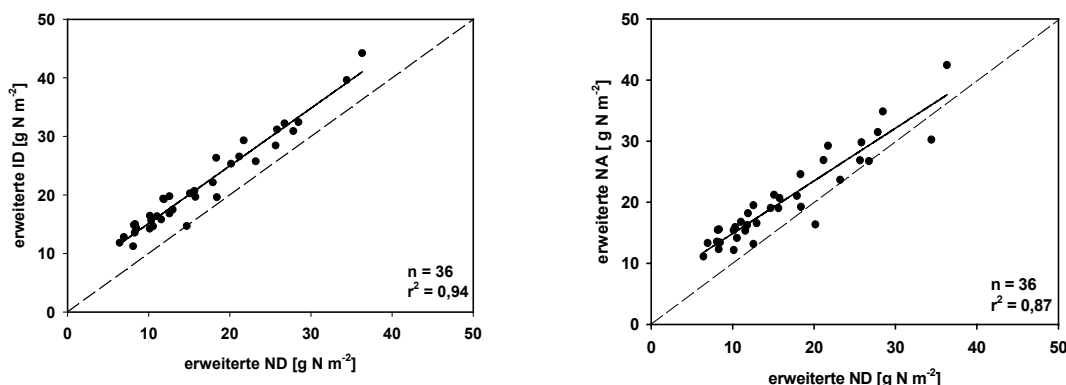 50
40
30
20
10
0
erweiterte ID [g N m-2]
n = 36
r2 = 0,94
0 10 20 30 40 50
erweiterte ND [g N m-2]
50
40
30
20
10
0
erweiterte NA [ g N m-2]
n = 36
r2 = 0,87
0 10 20 30 40 50
erweiterte ND [g N m-2]